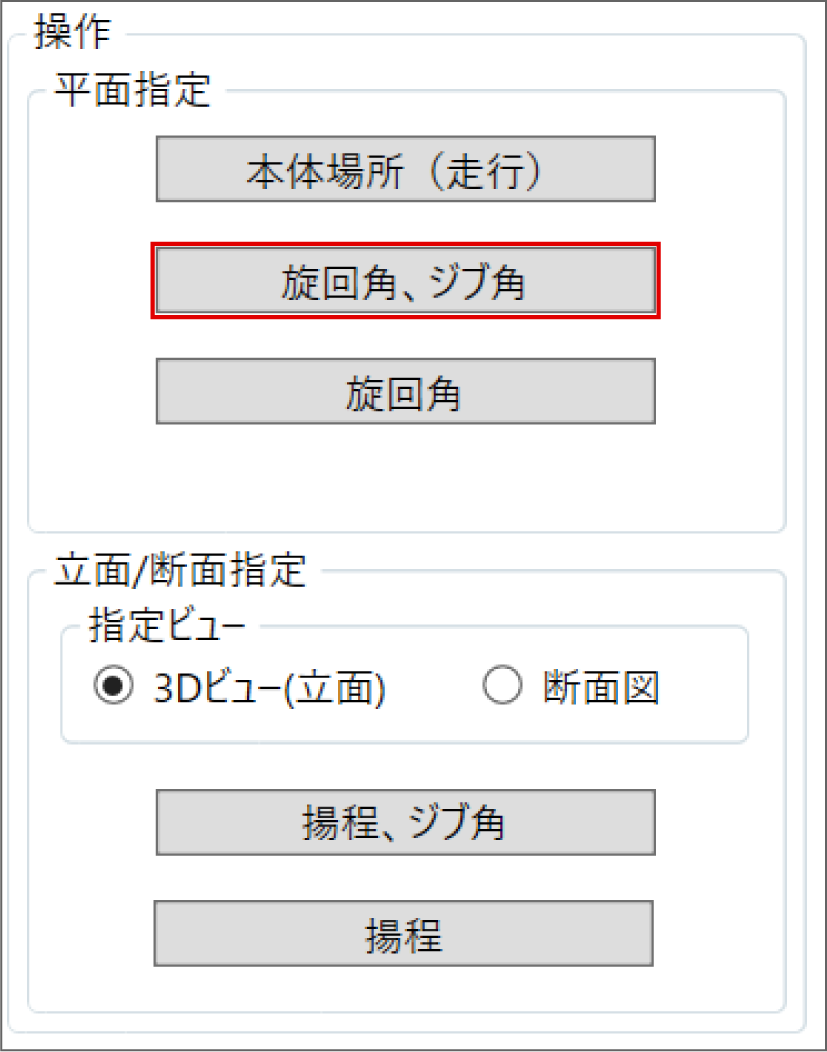 操作
平面指定
本体場所（走行）
旋回角、ジブ角
旋回角
立面/断面指定
指定ビュー
3Dビュー(立面) 断面図
揚程、ジブ角
揚程